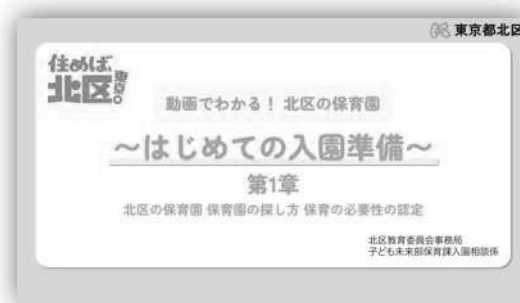 東京都北区
住めば、
北区東京。
動画でわかる！ 北区の保育園
～はじめての入園準備～
第1章
北区の保育園 保育園の探し方 保育の必要性の認定
北区教育委員会事務局
子ども未来部保育課入園相談係